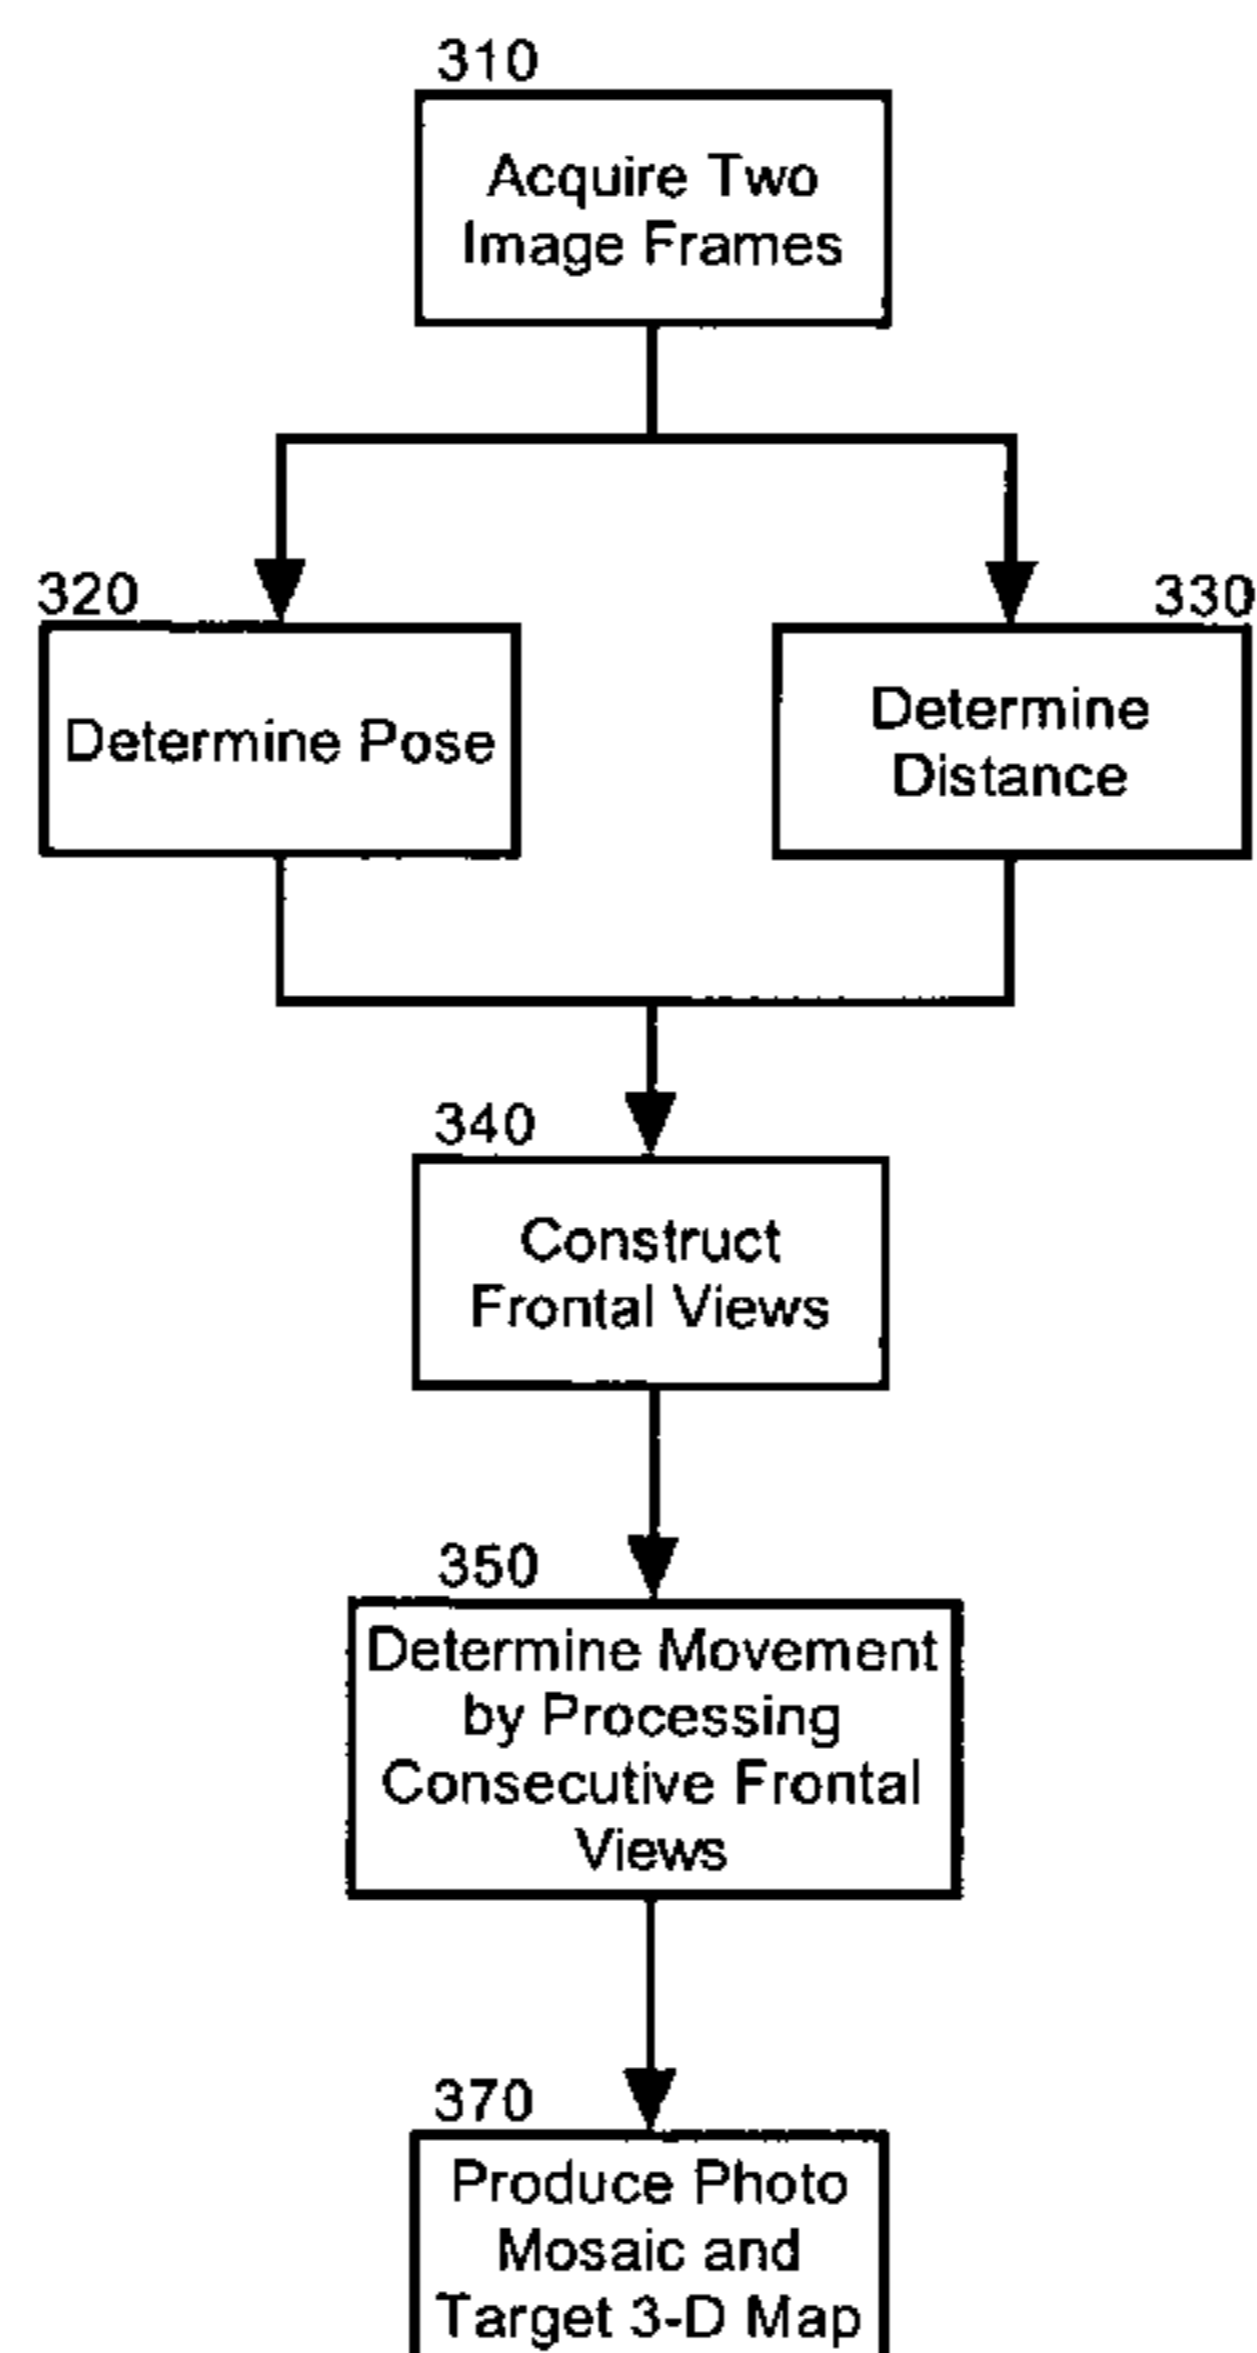 310
Acquire Two
Image Frames
320
Determine Pose
330
Determine
Distance
340
Construct
Frontal Views
350
Determine Movement
by Processing
Consecutive Frontal
Views
370
Produce Photo
Mosaic and
Target 3-D Map